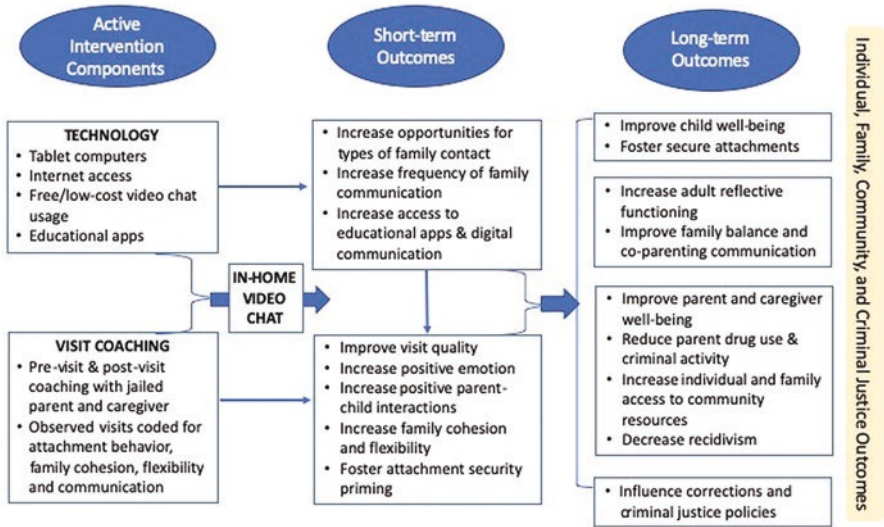 Active
Intervention
Components
Short-term
Outcomes
Long-term
Outcomes
TECHNOLOGY
• Tablet computers
• Internet access
• Free/low-cost video chat
usage
• Educational apps
VISIT COACHING
• Pre-visit & post-visit
coaching with jailed
parent and caregiver
• Observed visits coded for
attachment behavior,
family cohesion, flexibility
and communication
IN-HOME
VIDEO
CHAT
• Increase opportunities for
types of family contact
• Increase frequency of family
communication
• Increase access to
educational apps & digital
communication
• Improve visit quality
• Increase positive emotion
• Increase positive parent-
child interactions
• Increase family cohesion
and flexibility
• Foster attachment security
priming
• Improve child well-being
• Foster secure attachments
• Increase adult reflective
functioning
• Improve family balance and
co-parenting communication
• Improve parent and caregiver
well-being
• Reduce parent drug use &
criminal activity
• Increase individual and family
access to community
resources
• Decrease recidivism
• Influence corrections and
criminal justice policies
Individual, Family, Community, and Criminal Justice Outcomes